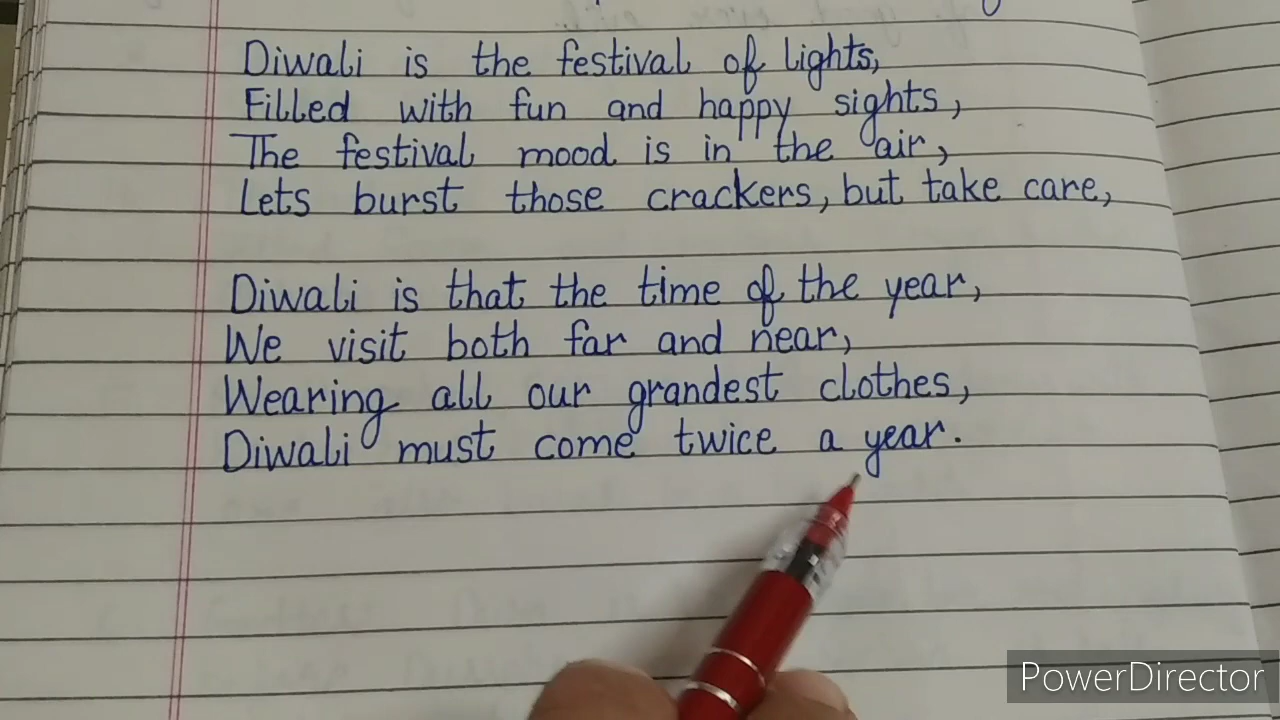 Diwali is the festival of lights,
Filled with fun and happy sights,
The festival mood is in the air,
Lets burst those crackers, but take care,
Diwali is that the time of the year,
We visit both far and near,
Wearing all our grandest clothes,
Diwali must come twice a year.
PowerDirector